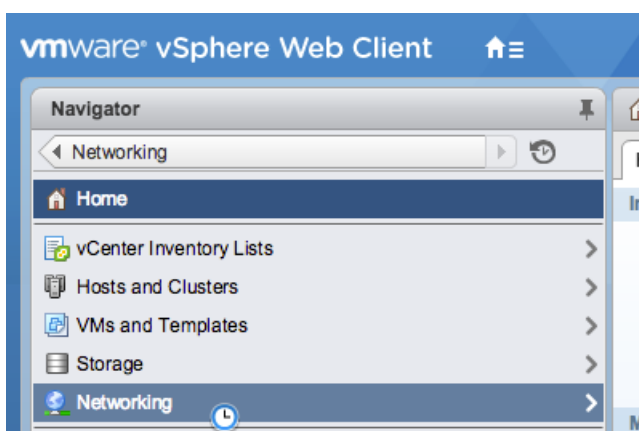 vmware® vSphere Web Client
Navigator
Networking
Home
vCenter Inventory Lists
Hosts and Clusters
VMs and Templates
Storage
Networking